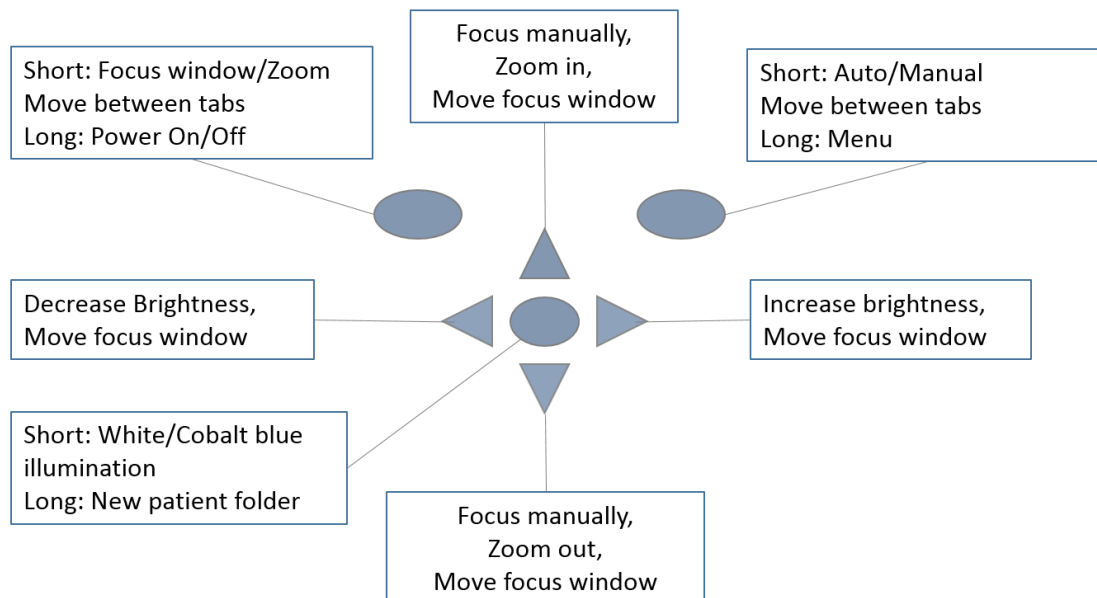 Focus manually,
Zoom in,
Move focus window
Short: Focus window/Zoom
Move between tabs
Long: Power On/Off
Short: Auto/Manual
Move between tabs
Long: Menu
Decrease Brightness,
Move focus window
Increase brightness,
Move focus window
Short: White/Cobalt blue
illumination
Long: New patient folder
Focus manually,
Zoom out,
Move focus window